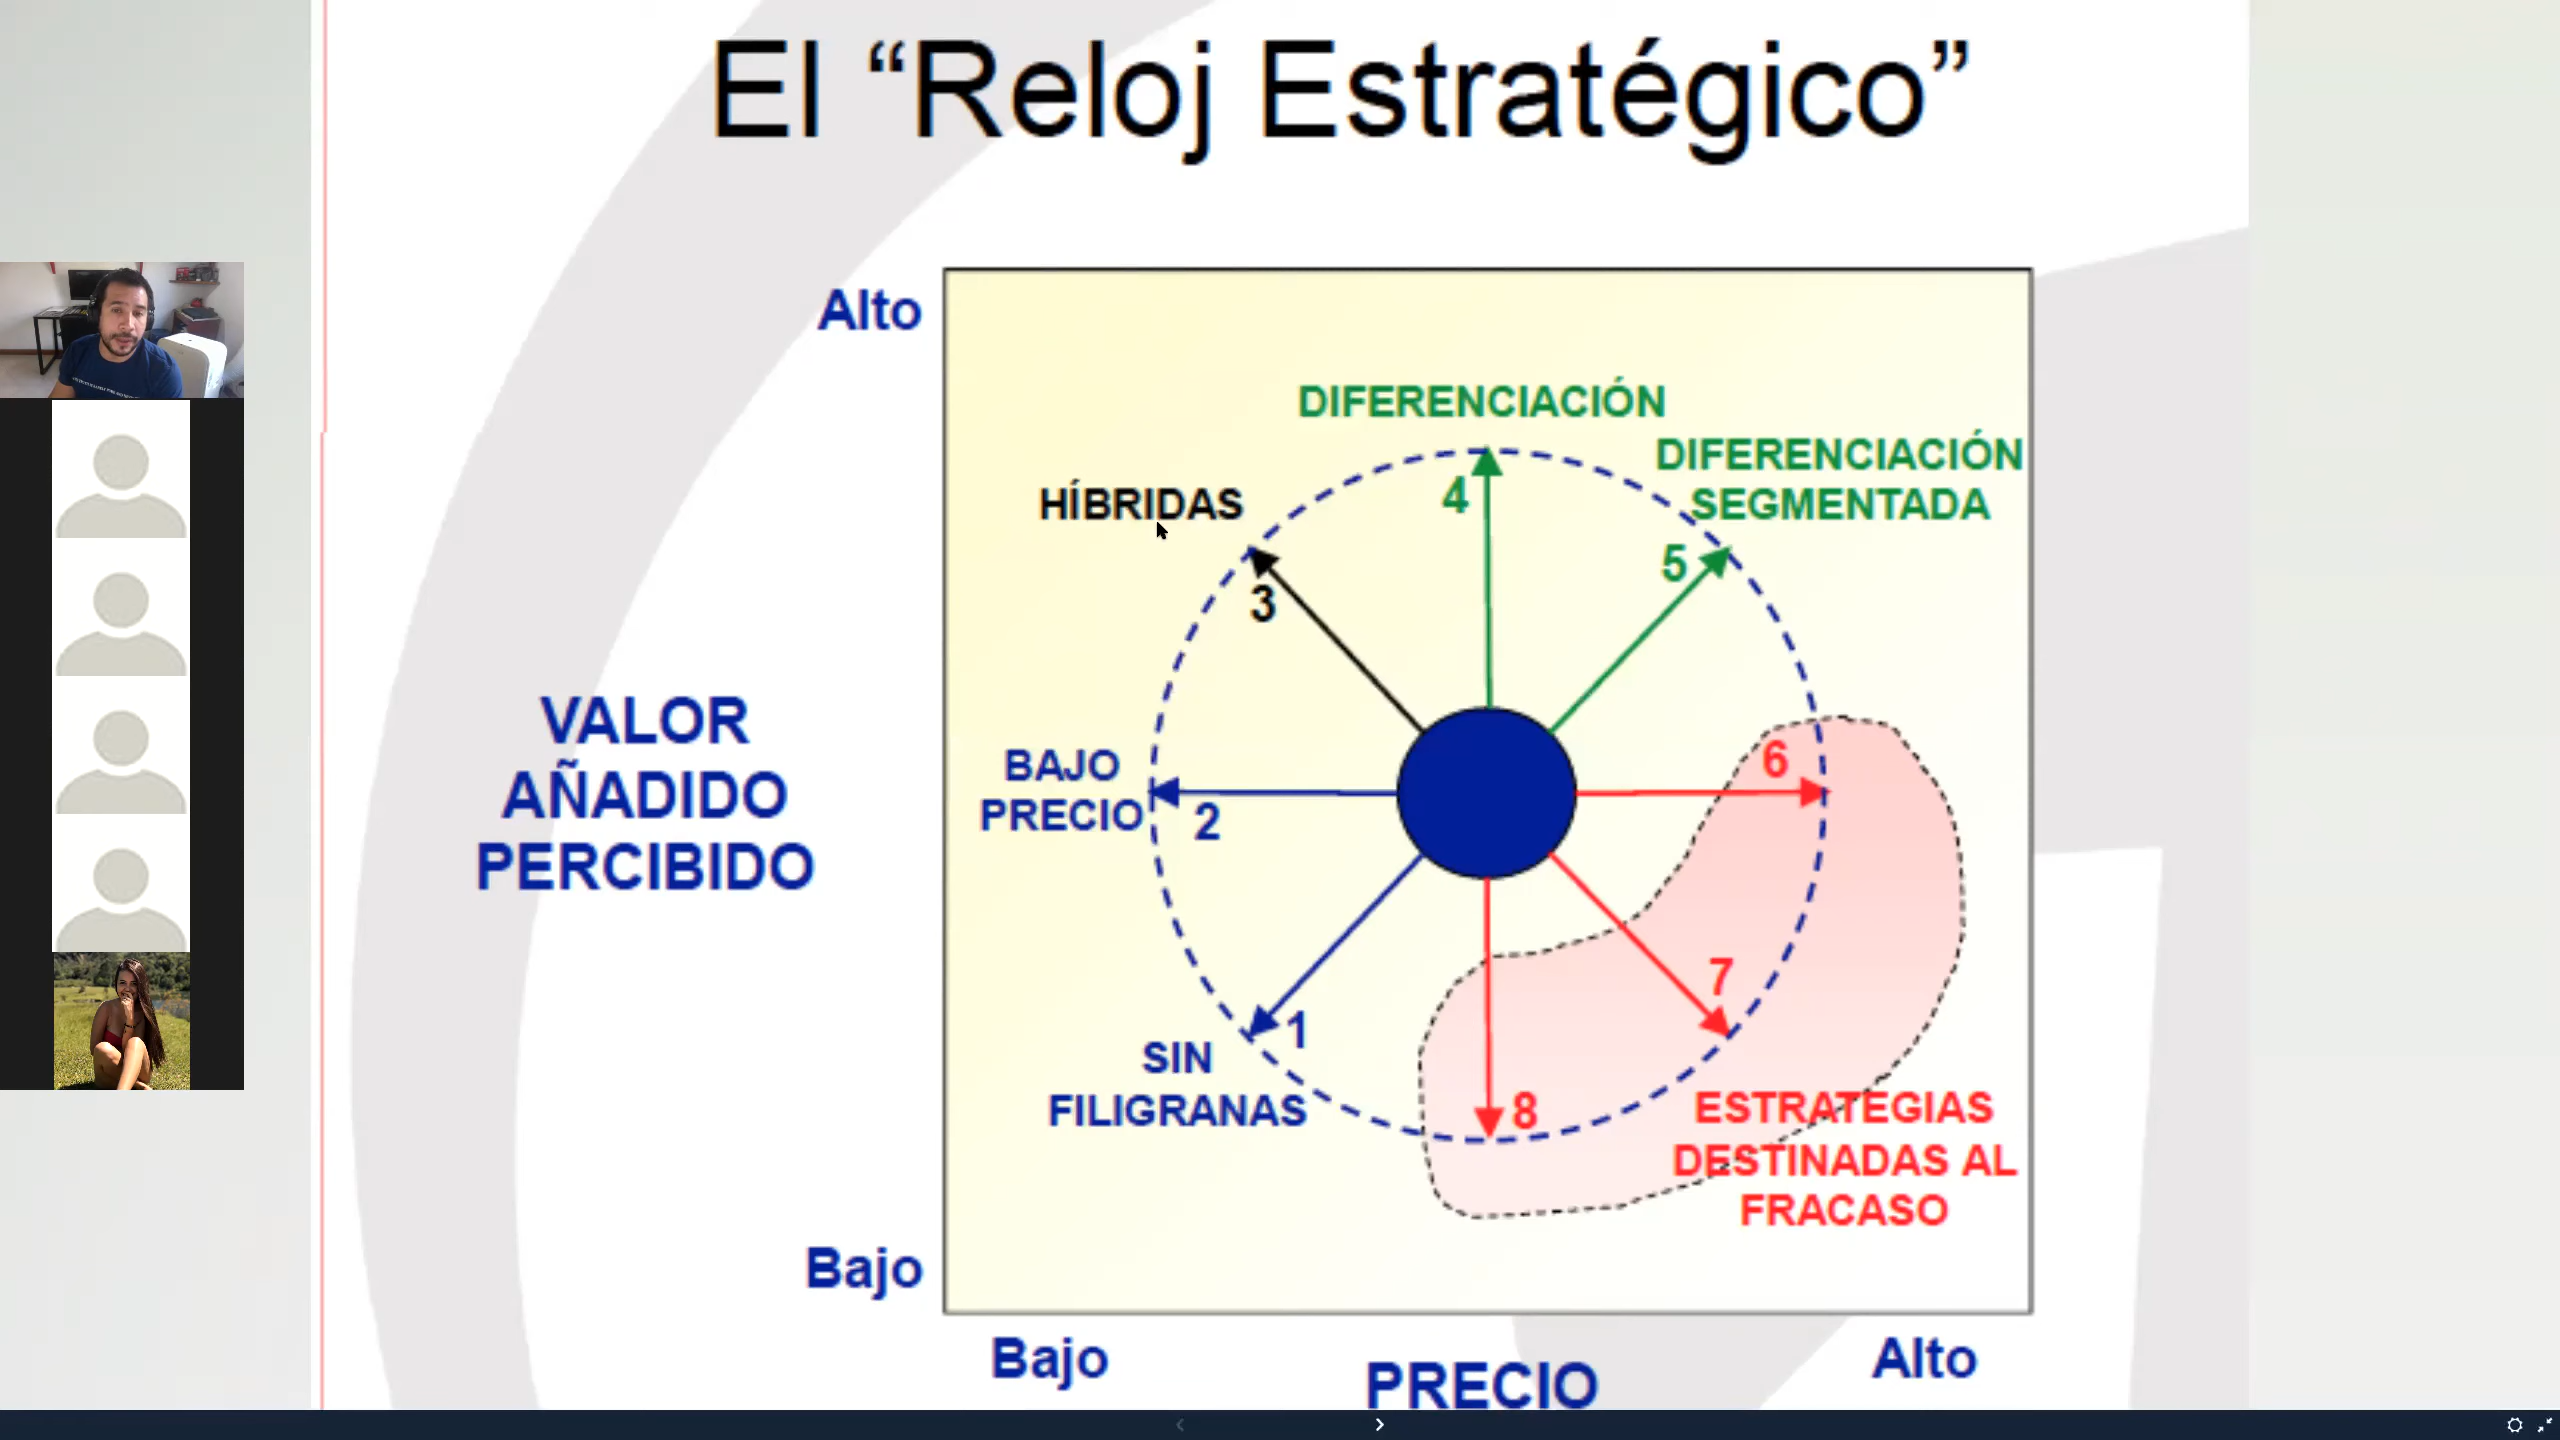 El “Reloj Estratégico”
Alto
DIFERENCIACIÓN
DIFERENCIACIÓN
SEGMENTADA
HÍBRIDAS
4
5
3
VALOR
AÑADIDO
PERCIBIDO
BAJO
PRECIO
2
6
7
1
SIN
FILIGRANAS
8
ESTRATEGIAS
DESTINADAS AL
FRACASO
Bajo
Bajo
Alto
PRECIO